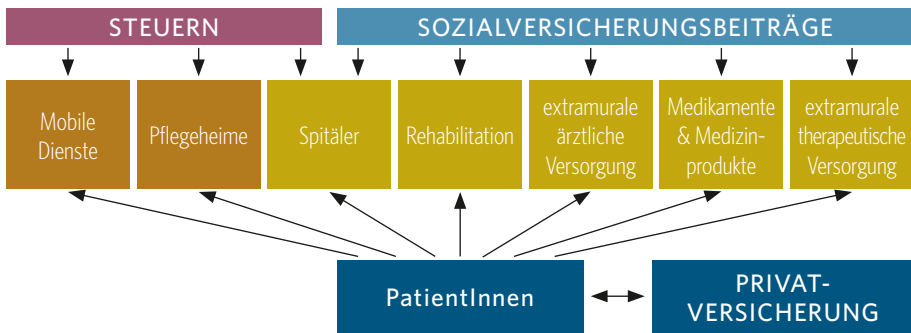 STEUERN
SOZIALVERSICHERUNGSBEITRÄGE
Mobile
Dienste
Pflegeheime
Spitäler
Rehabilitation
extramurale
ärztliche
Versorgung
Medikamente
& Medizin-
produkte
extramurale
therapeutische
Versorgung
PatientInnen
PRIVAT-
VERSICHERUNG